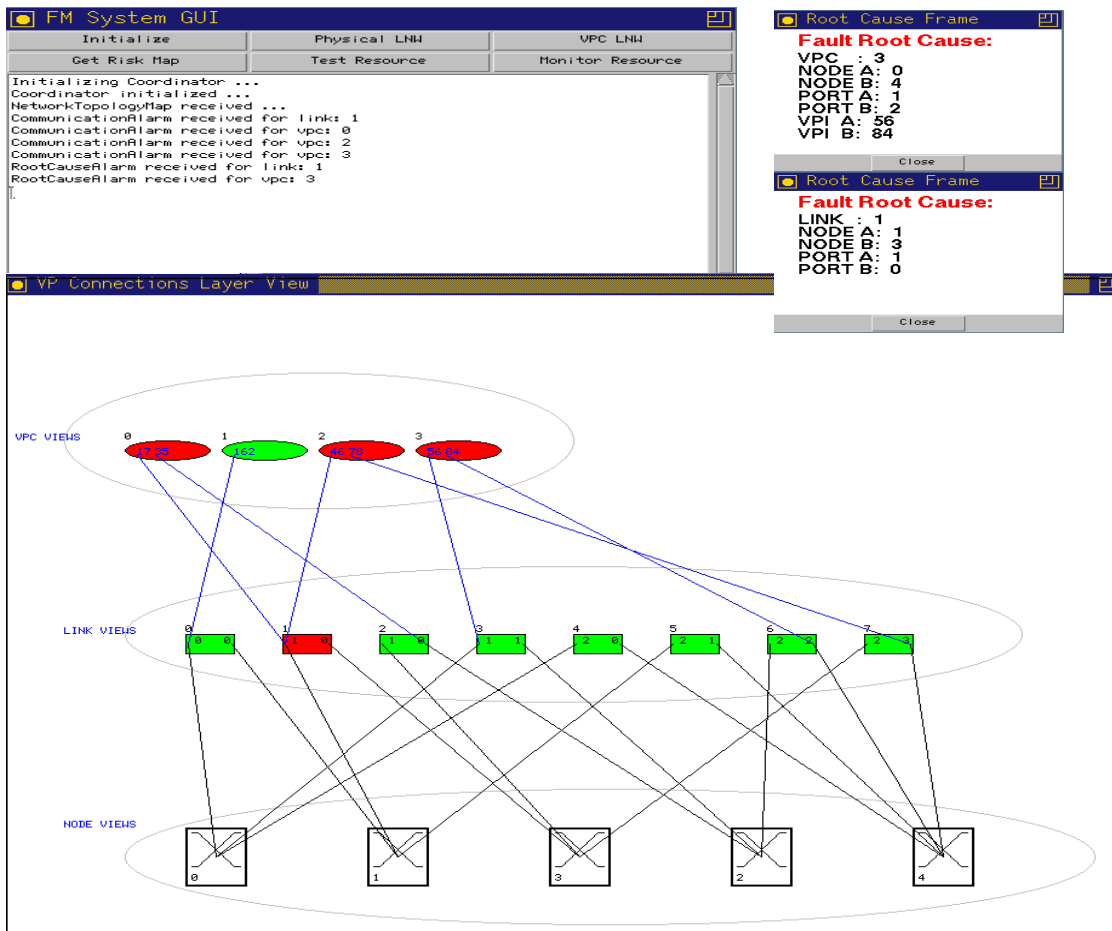 FM System GUI
Initialize Physical LNW VPC LNW
Get Risk Map Test Resource Monitor Resource
Initializing Coordinator ...
Coordinator initialized ...
NetworkTopologyMap received ...
CommunicationAlarm received for link: 1
CommunicationAlarm received for vpc: 0
CommunicationAlarm received for vpc: 2
CommunicationAlarm received for vpc: 3
RootCauseAlarm received for link: 1
RootCauseAlarm received for vpc: 3
Root Cause Frame
Fault Root Cause:
VPC : 3
NODE A: 0
NODE B: 4
PORT A: 1
PORT B: 2
VPI A: 56
VPI B: 84
Close
Root Cause Frame
Fault Root Cause:
LINK : 1
NODE A: 1
NODE B: 3
PORT A: 1
PORT B: 0
Close
VP Connections Layer View
0 1 2 3
VPC VIEWS
17 35 162 46 78 56 84
0 1 2 3 4 5 6 7
LINK VIEWS
0 0 1 0 1 0 1 1 2 0 2 1 2 2 2 3
NODE VIEWS
0 1 3 2 4